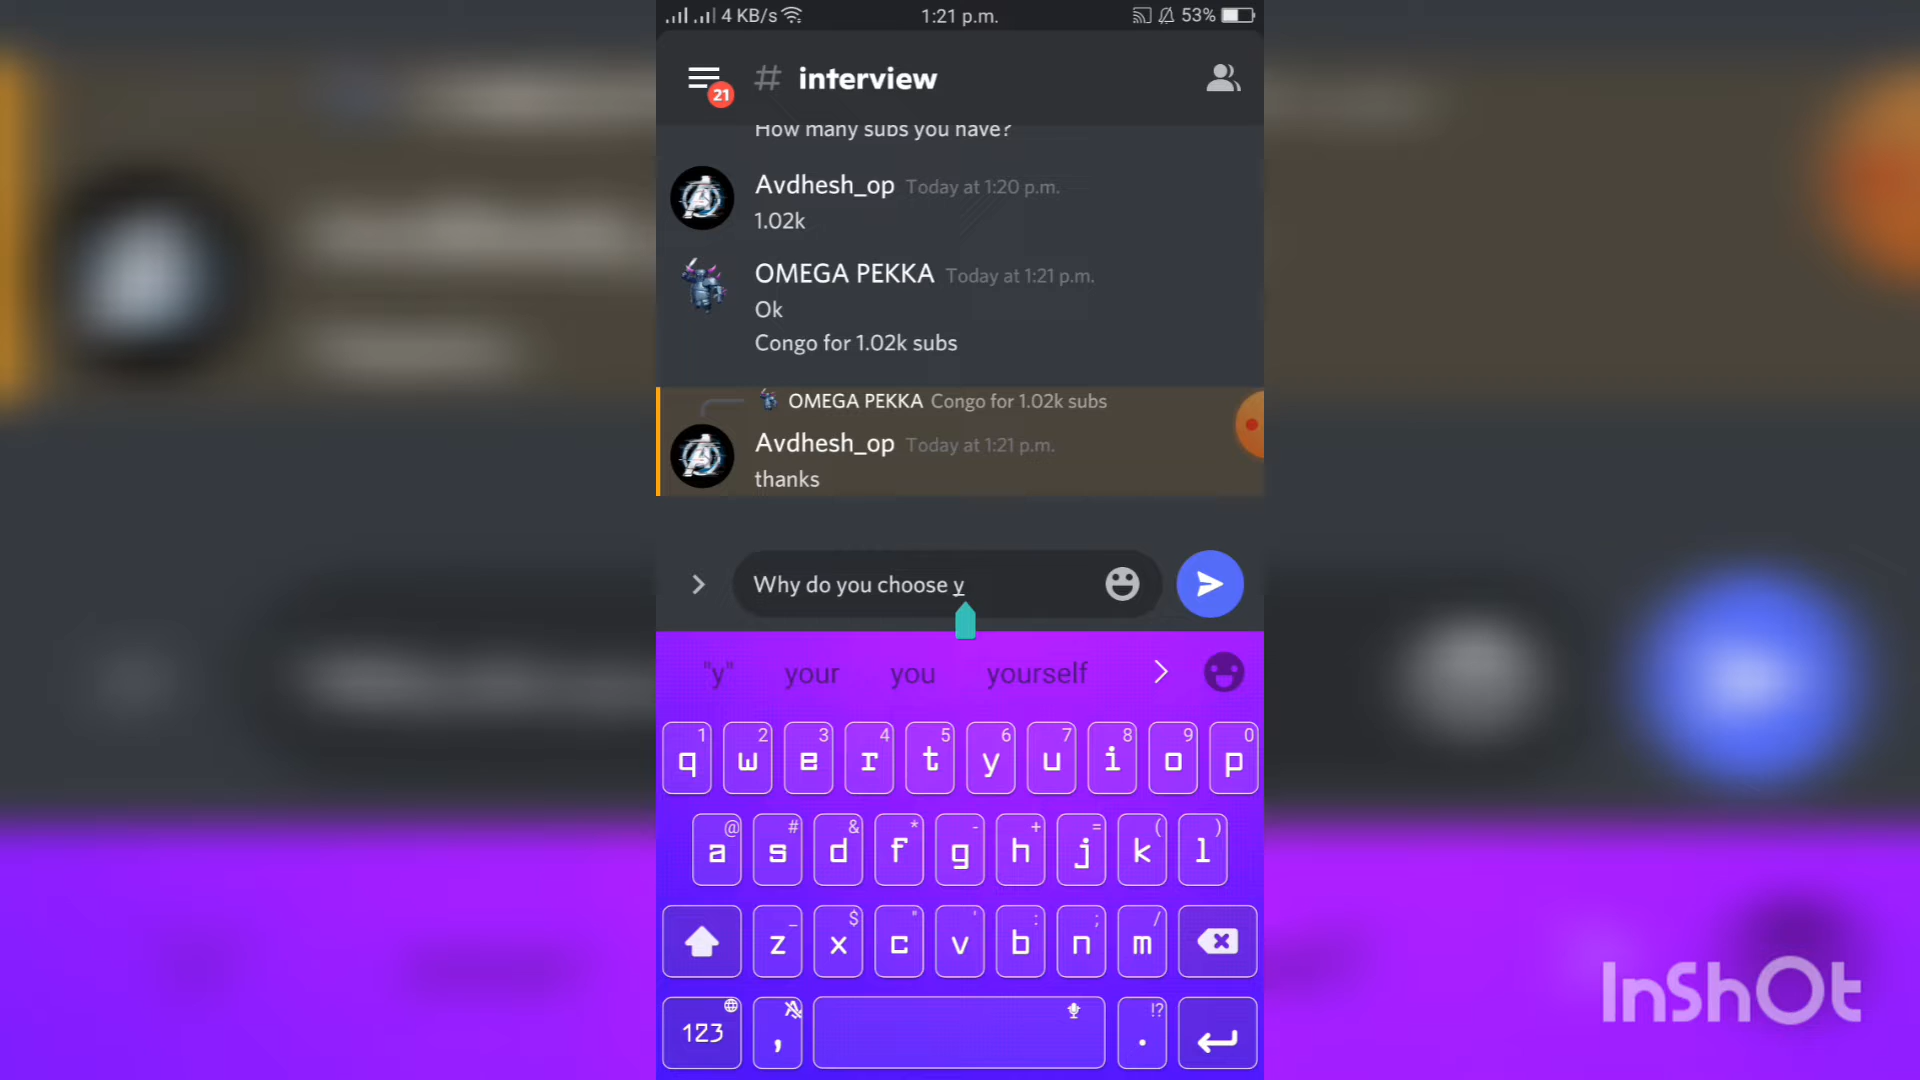 4 KB/s 1:21 p.m. 53%
21 # interview
How many subs you have?
Avdhesh_op Today at 1:20 p.m.
1.02k
OMEGA PEKKA Today at 1:21 p.m.
Ok
Congo for 1.02k subs
OMEGA PEKKA Congo for 1.02k subs
Avdhesh_op Today at 1:21 p.m.
thanks
Why do you choose y
"y" your you yourself
1 2 3 4 5 6 7 8 9 0
q w e r t y u i o p
@ # & * - + = ( )
a s d f g h j k l
_ $ " ' : ; /
z x c v b n m
!?
123 , .
InShOt